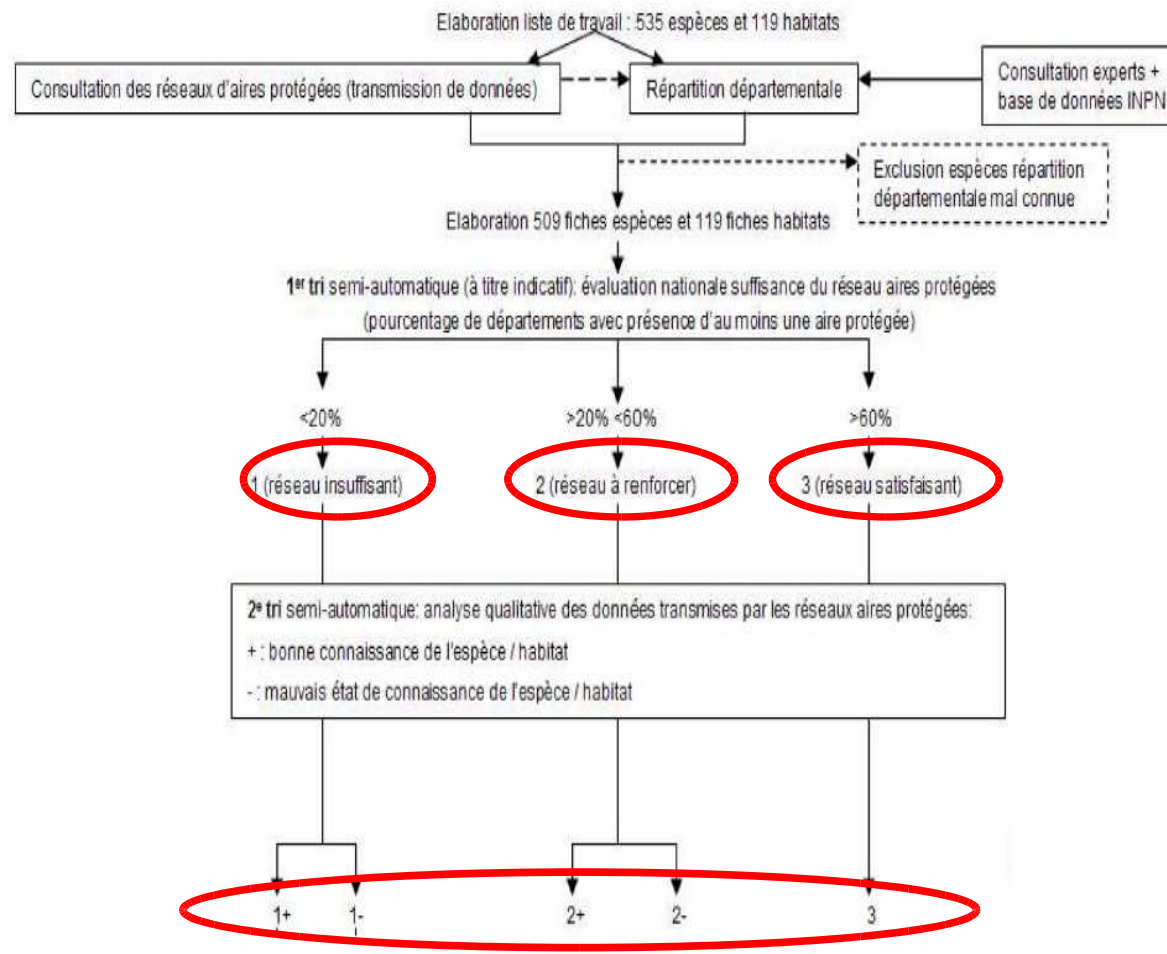 Elaboration liste de travail : 535 espèces et 119 habitats
Consultation des réseaux d'aires protégées (transmission de données)
Répartition départementale
Consultation experts +
base de données INPN
Exclusion espèces répartition
départementale mal connue
Elaboration 509 fiches espèces et 119 fiches habitats
1er tri semi-automatique (à titre indicatif): évaluation nationale suffisance du réseau aires protégées
(pourcentage de départements avec présence d'au moins une aire protégée)
<20%
>20% <60%
>60%
1 (réseau insuffisant)
2 (réseau à renforcer)
3 (réseau satisfaisant)
2e tri semi-automatique: analyse qualitative des données transmises par les réseaux aires protégées:
+ : bonne connaissance de l'espèce / habitat
- : mauvais état de connaissance de l'espèce / habitat
1+
1-
2+
2-
3